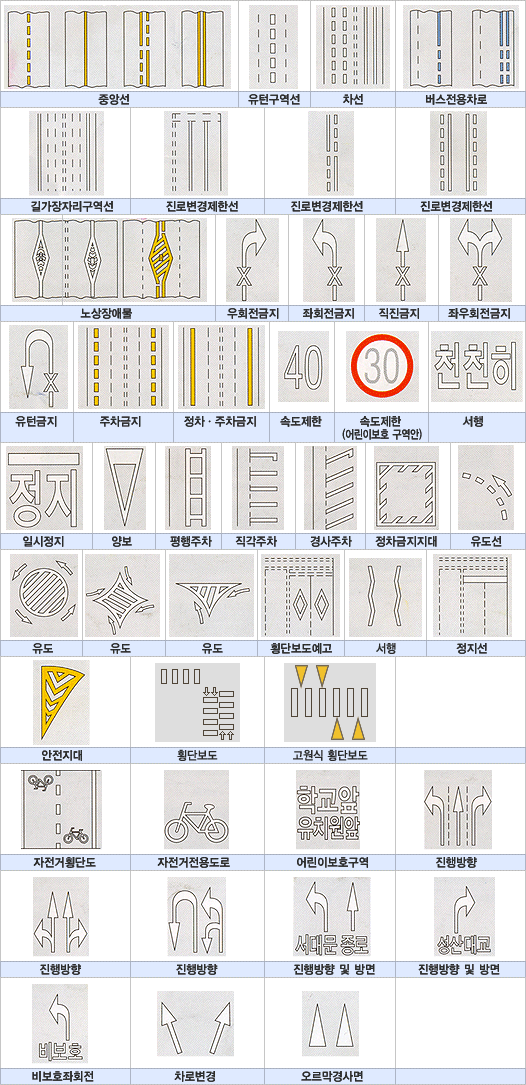 중앙선 유턴구역선 차선 버스전용차로
길가장자리구역선 진로변경제한선 진로변경제한선 진로변경제한선
노상장애물 우회전금지 좌회전금지 직진금지 좌우회전금지
40 30 천천히
유턴금지 주차금지 정차 · 주차금지 속도제한 속도제한 서행
(어린이보호 구역안)
정지
일시정지 양보 평행주차 직각주차 경사주차 정차금지지대 유도선
유도 유도 유도 횡단보도예고 서행 정지선
안전지대 횡단보도 고원식 횡단보도
학교앞
유치원앞
자전거횡단도 자전거전용도로 어린이보호구역 진행방향
서대문 종로 성산대교
진행방향 진행방향 진행방향 및 방면 진행방향 및 방면
비보호
비보호좌회전 차로변경 오르막경사면